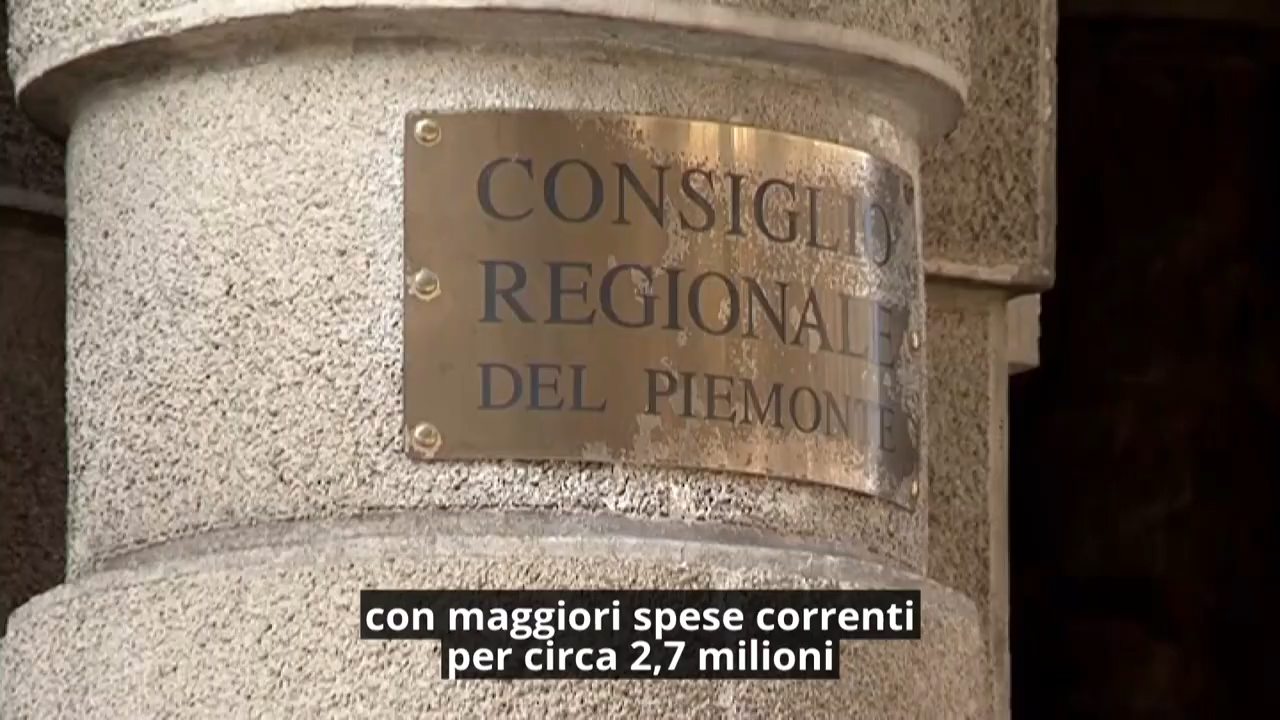 CONSIGLIO
REGIONALE
DEL PIEMONTE
con maggiori spese correnti
per circa 2,7 milioni